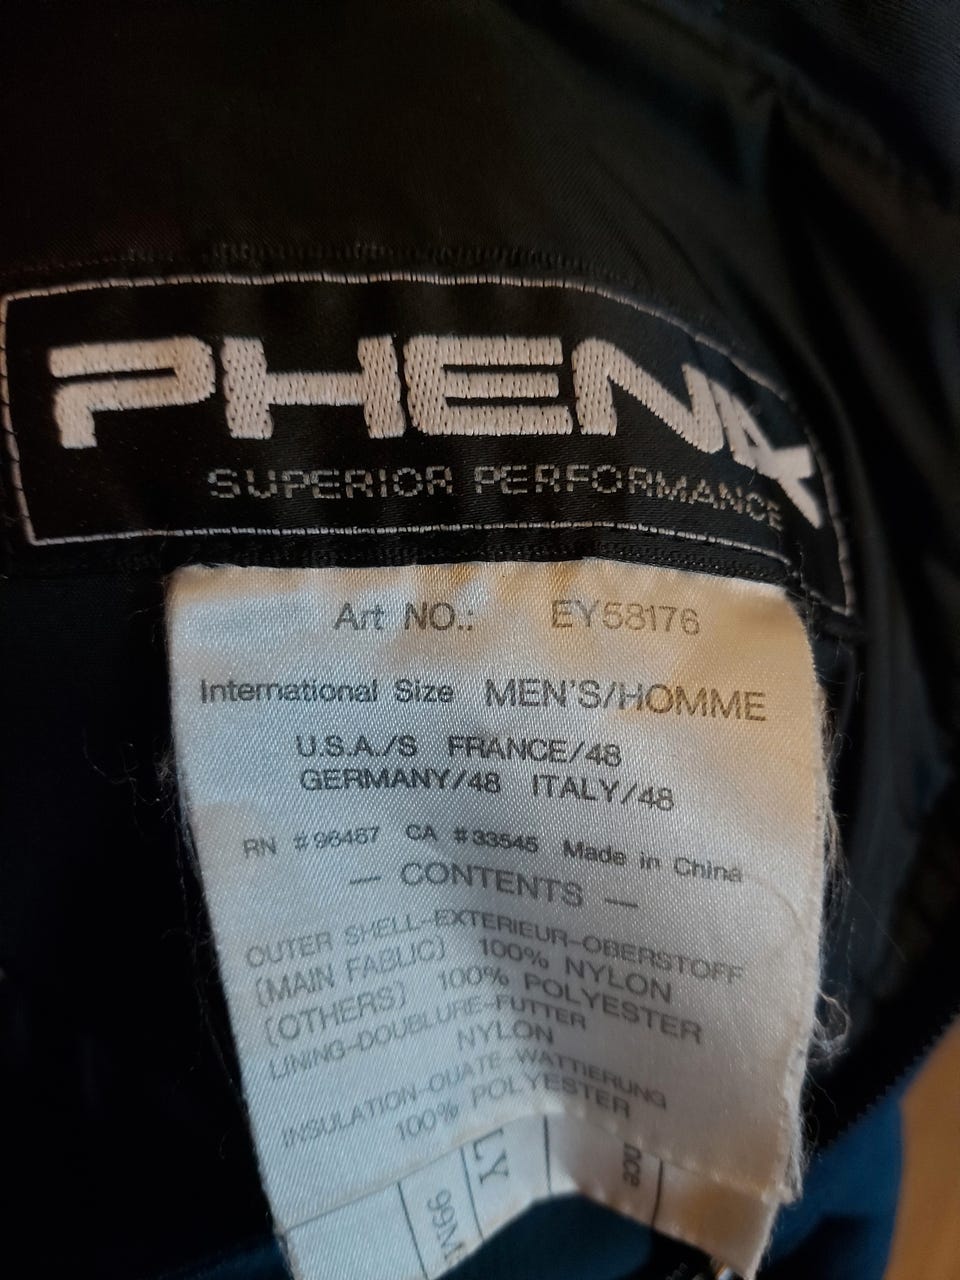 PHENIX
SUPERIOR PERFORMANCE
Art NO.: EY58176
International Size MEN'S/HOMME
U.S.A./S FRANCE/48
GERMANY/48 ITALY/48
RN #96467 CA #33545 Made in China
— CONTENTS —
OUTER SHELL-EXTERIEUR-OBERSTOFF
(MAIN FABLIC) 100% NYLON
(OTHERS) 100% POLYESTER
LINING-DOUBLURE-FUTTER
NYLON
INSULATION-OUATE-WATTIERUNG
100% POLYESTER